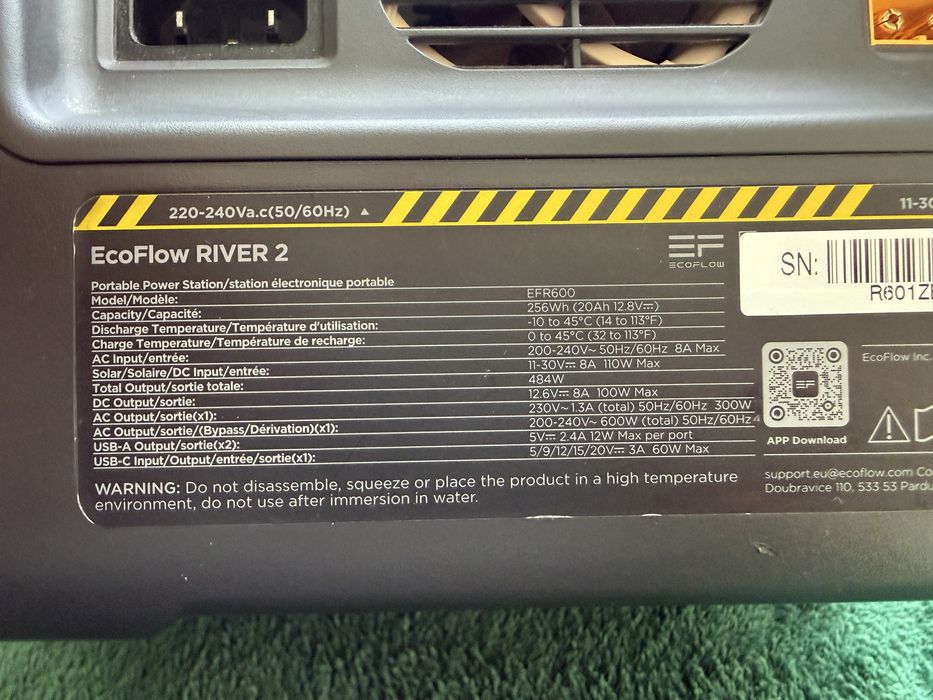 220-240Va.c(50/60Hz) ▲
11-30
EcoFlow RIVER 2
EF
ECOFLOW
SN:
R601Z
Portable Power Station/station électronique portable
Model/Modèle: EFR600
Capacity/Capacité: 256Wh (20Ah 12.8V⎓)
Discharge Temperature/Température d'utilisation: -10 to 45°C (14 to 113°F)
Charge Temperature/Température de recharge: 0 to 45°C (32 to 113°F)
AC Input/entrée: 200-240V~ 50Hz/60Hz 8A Max
Solar/Solaire/DC Input/entrée: 11-30V⎓ 8A 110W Max
Total Output/sortie totale: 484W
DC Output/sortie: 12.6V⎓ 8A 100W Max
AC Output/sortie(x1): 230V~ 1.3A (total) 50Hz/60Hz 300W
AC Output/sortie/(Bypass/Dérivation)(x1): 200-240V~ 600W (total) 50Hz/60Hz
USB-A Output/sortie(x2): 5V⎓ 2.4A 12W Max per port
USB-C Input/Output/entrée/sortie(x1): 5/9/12/15/20V⎓ 3A 60W Max
WARNING: Do not disassemble, squeeze or place the product in a high temperature
environment, do not use after immersion in water.
EF
APP Download
EcoFlow Inc.
support.eu@ecoflow.com Co
Doubravice 110, 533 53 Pardu